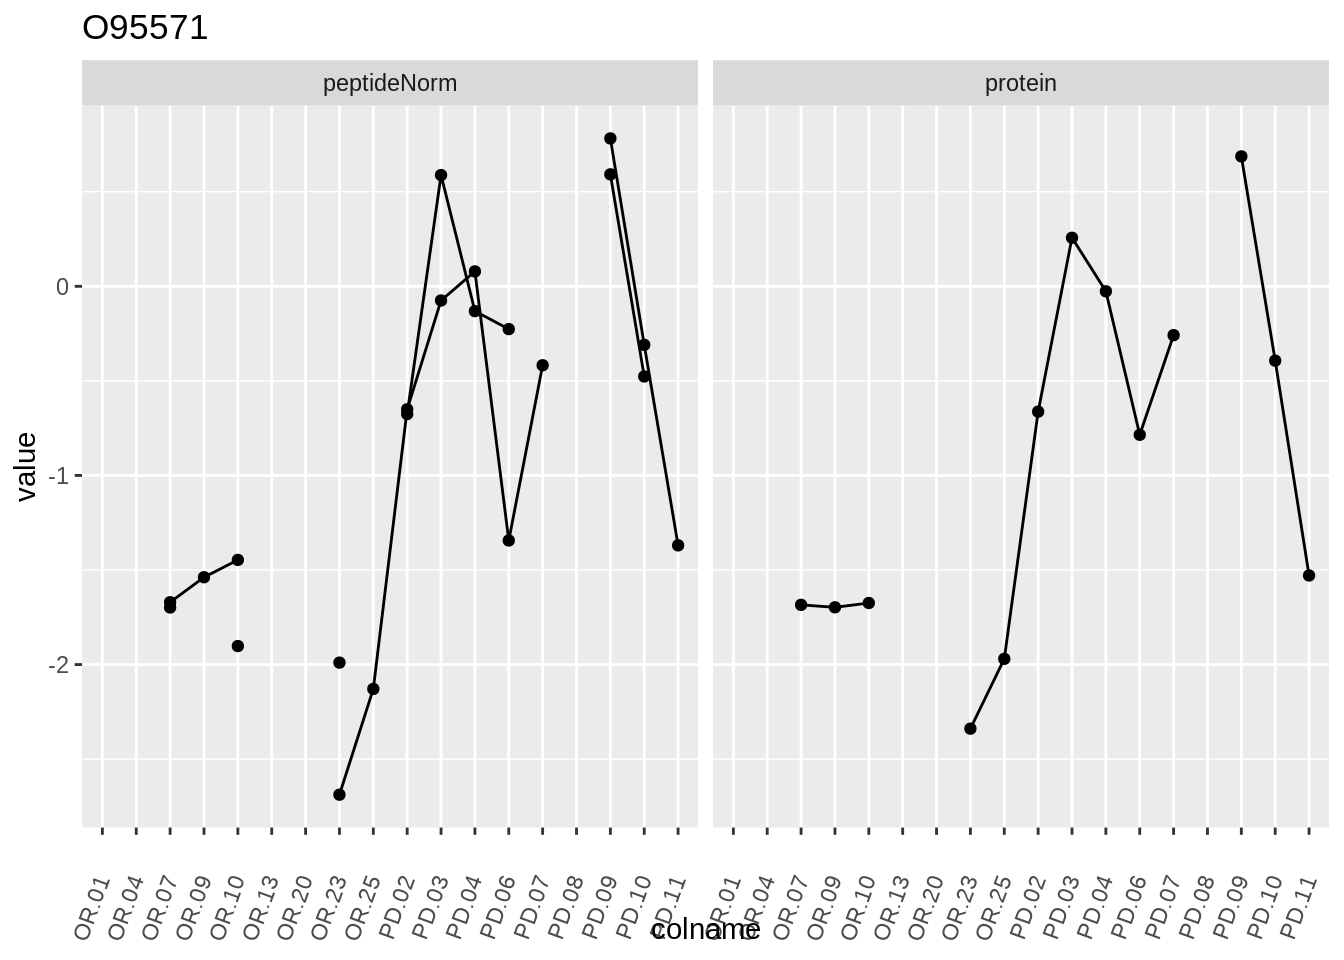 O95571
peptideNorm protein
0
-1
-2
value
OR.01 OR.04 OR.07 OR.09 OR.10 OR.13 OR.20 OR.23 OR.25 PD.02 PD.03 PD.04 PD.06 PD.07 PD.08 PD.09 PD.10 PD.11 OR.01 OR.04 OR.07 OR.09 OR.10 OR.13 OR.20 OR.23 OR.25 PD.02 PD.03 PD.04 PD.06 PD.07 PD.08 PD.09 PD.10 PD.11
colname